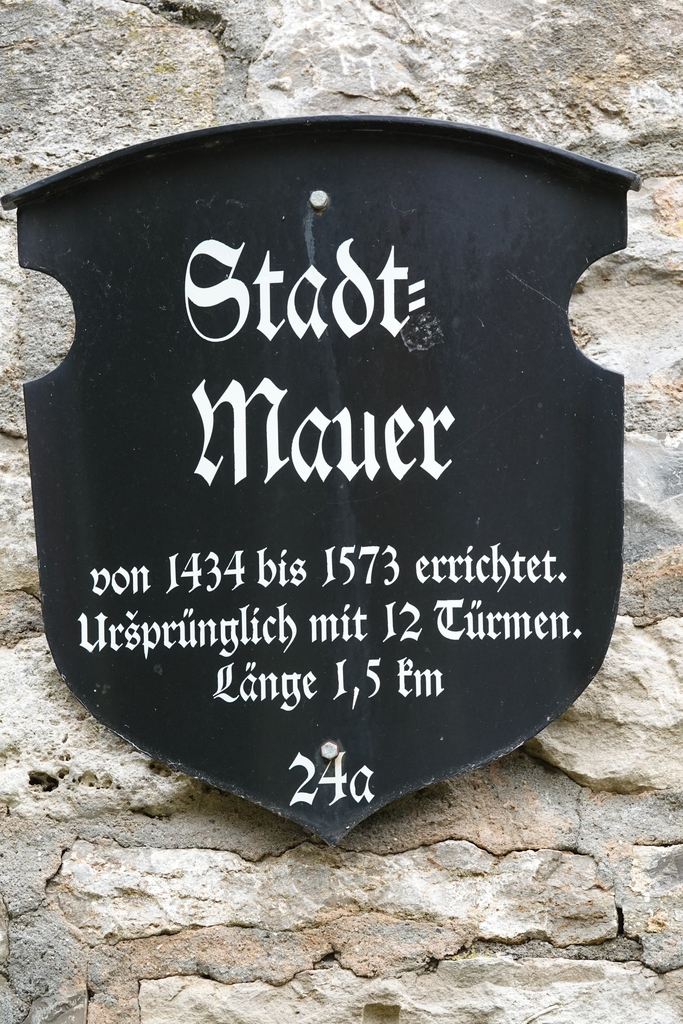 Stadt=
Mauer
von 1434 bis 1573 errichtet.
Ursprünglich mit 12 Türmen.
Länge 1,5 km
24a